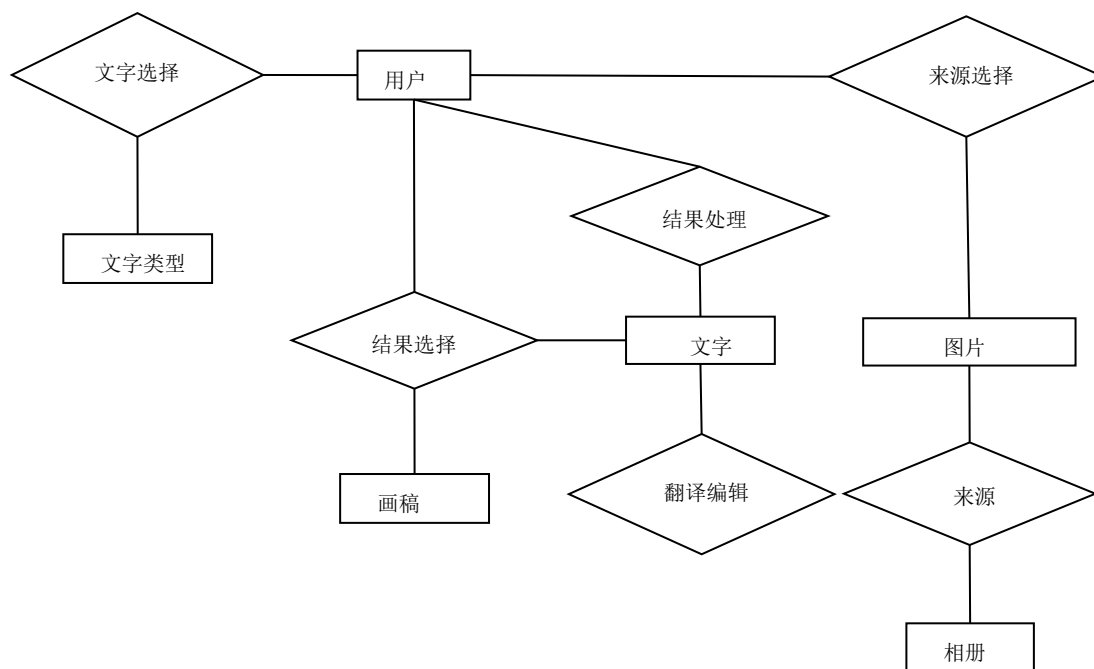 文字选择
用户
来源选择
结果处理
文字类型
结果选择
文字
图片
翻译编辑
画稿
来源
相册